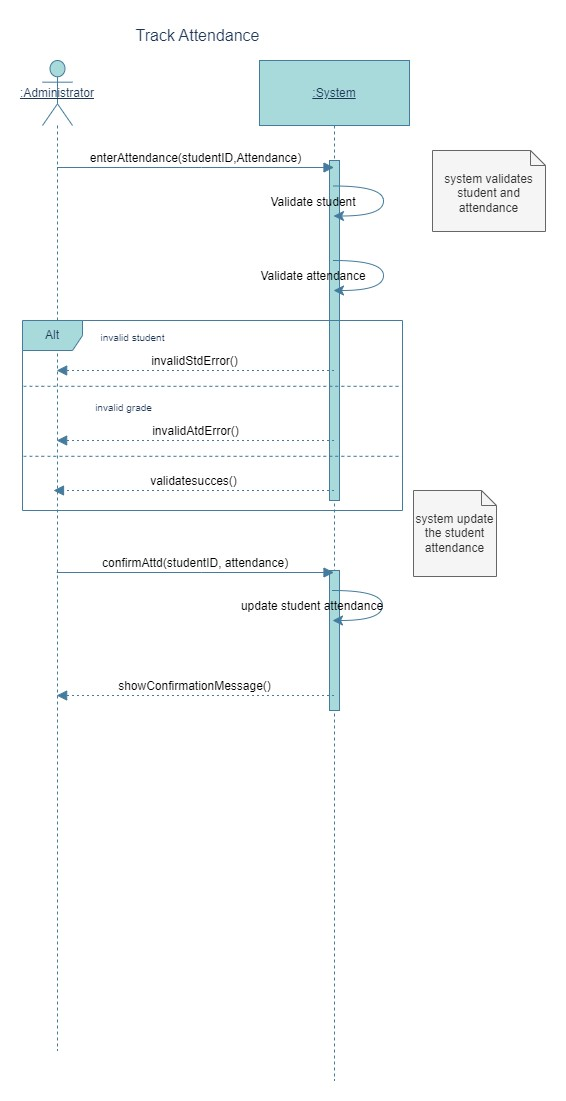 Track Attendance
:Administrator
:System
enterAttendance(studentID,Attendance)
system validates
student and
attendance
Validate student
Validate attendance
Alt
invalid student
invalidStdError()
invalid grade
invalidAtdError()
validatesucces()
system update
the student
attendance
confirmAttd(studentID, attendance)
update student attendance
showConfirmationMessage()